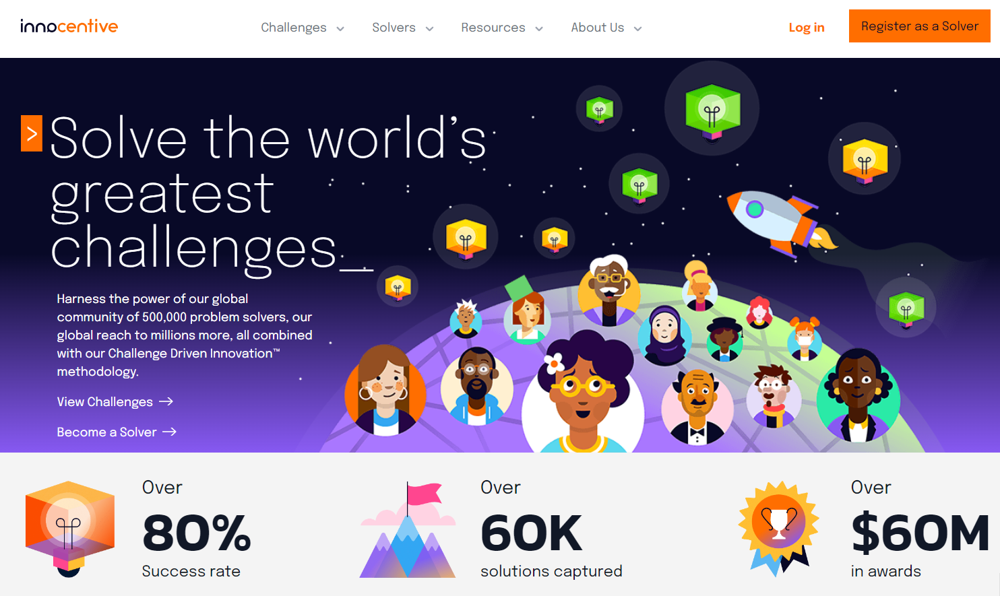 innocentive
Challenges
Solvers
Resources
About Us
Log in
Register as a Solver
> Solve the world's
greatest
challenges_
Harness the power of our global
community of 500,000 problem solvers, our
global reach to millions more, all combined
with our Challenge Driven Innovation™
methodology.
View Challenges →
Become a Solver →
Over
80%
Success rate
Over
60K
solutions captured
Over
$60M
in awards